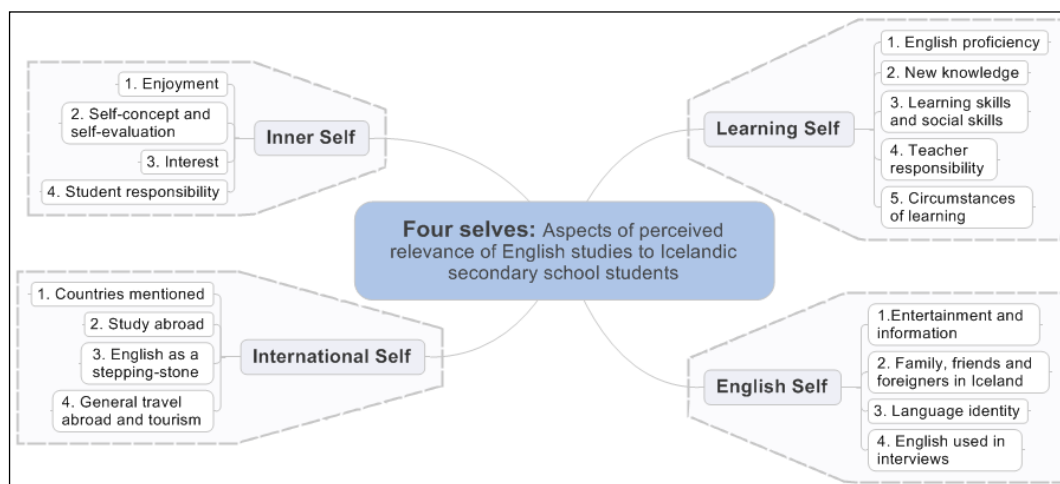 1. Enjoyment
2. Self-concept and
self-evaluation
3. Interest
4. Student responsibility
Inner Self
Learning Self
1. English proficiency
2. New knowledge
3. Learning skills
and social skills
4. Teacher
responsibility
5. Circumstances
of learning
Four selves: Aspects of perceived
relevance of English studies to Icelandic
secondary school students
1. Countries mentioned
2. Study abroad
3. English as a
stepping-stone
4. General travel
abroad and tourism
International Self
English Self
1.Entertainment and
information
2. Family, friends and
foreigners in Iceland
3. Language identity
4. English used in
interviews